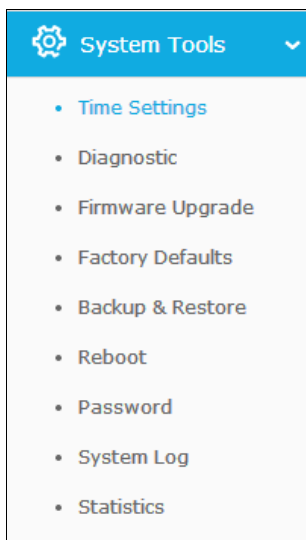 System Tools
Time Settings
Diagnostic
Firmware Upgrade
Factory Defaults
Backup & Restore
Reboot
Password
System Log
Statistics